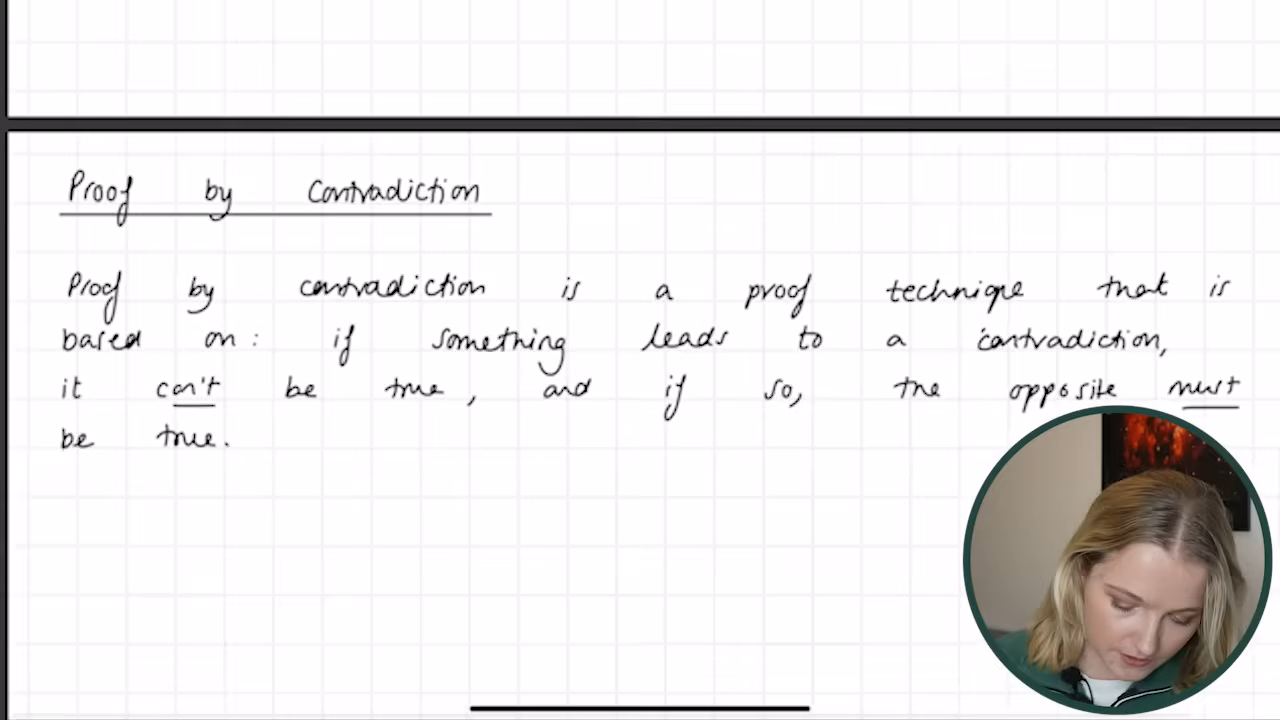 Proof by Contradiction
Proof by contradiction is a proof technique that is
based on: if something leads to a contradiction,
it can't be true, and if so, the opposite must
be true.